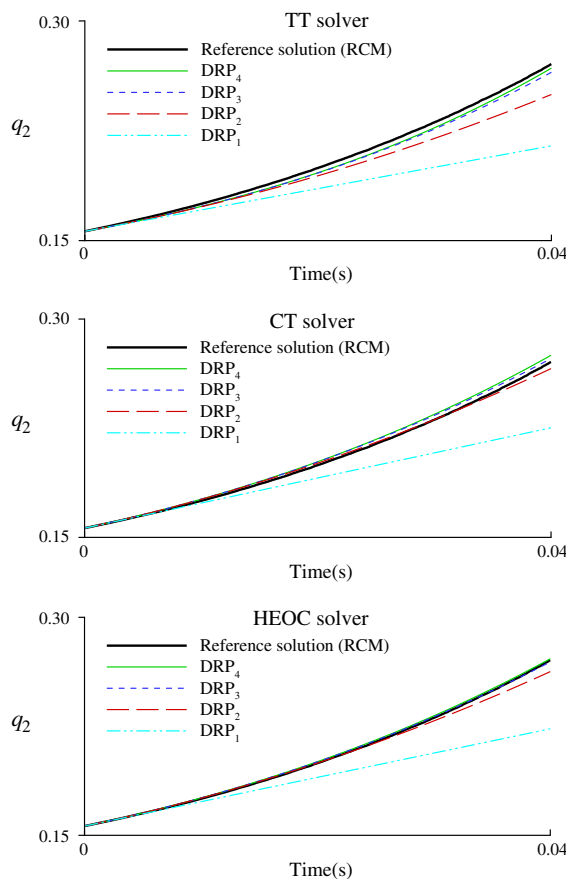 TT solver
0.30
Reference solution (RCM)
DRP4
DRP3
DRP2
DRP1
q2
0.15
0
0.04
Time(s)
CT solver
0.30
Reference solution (RCM)
DRP4
DRP3
DRP2
DRP1
q2
0.15
0
0.04
Time(s)
HEOC solver
0.30
Reference solution (RCM)
DRP4
DRP3
DRP2
DRP1
q2
0.15
0
0.04
Time(s)